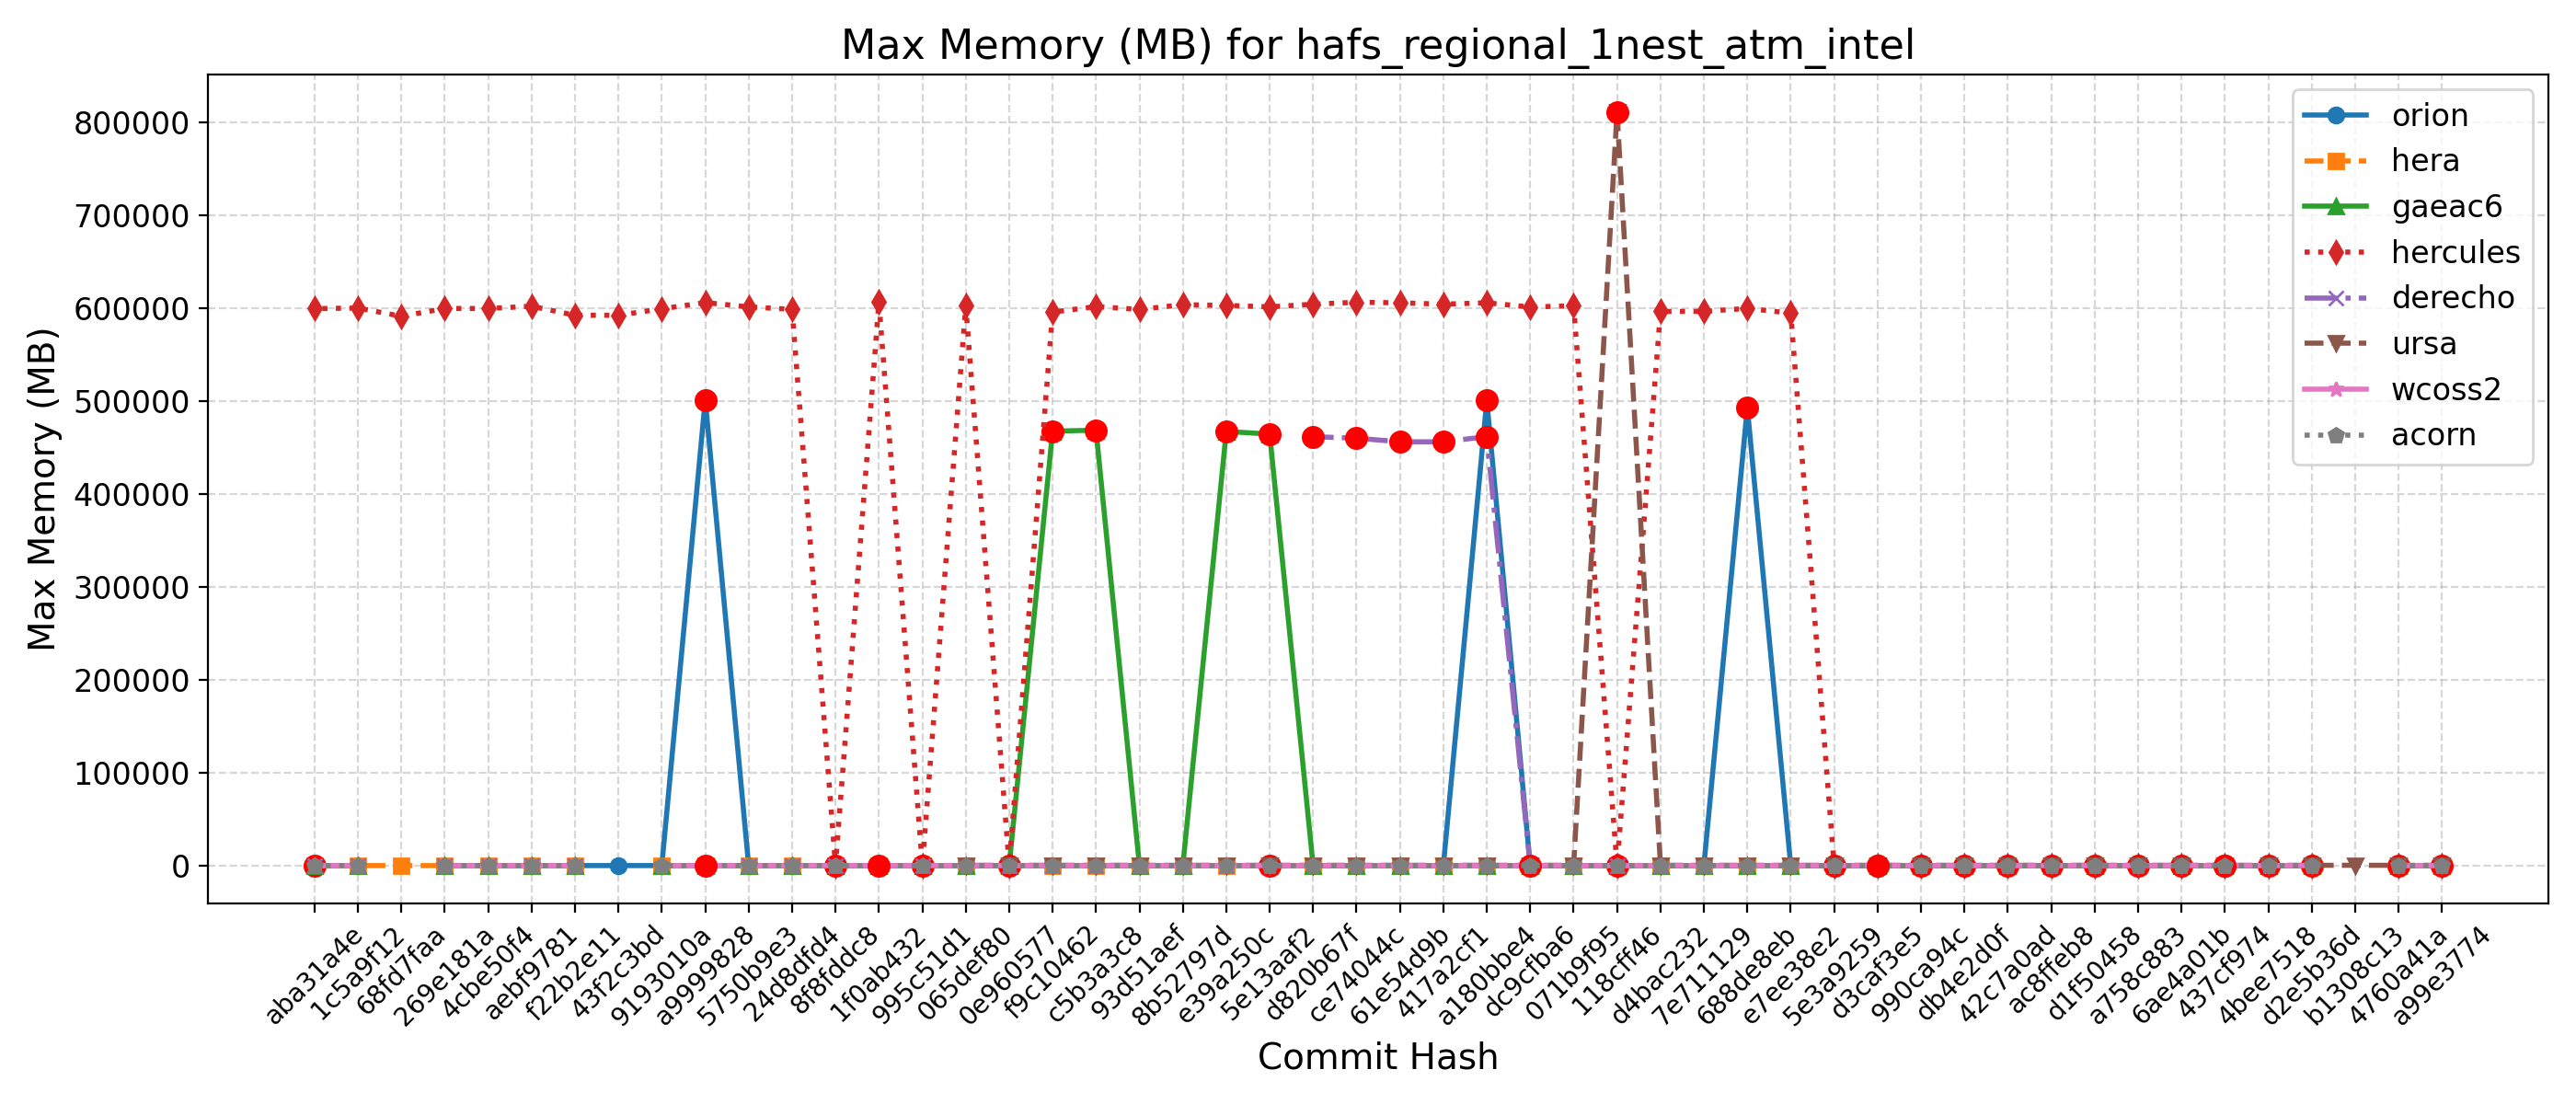 Max Memory (MB) for hafs_regional_1nest_atm_intel
Max Memory (MB)
800000
700000
600000
500000
400000
300000
200000
100000
0
orion
hera
gaeac6
hercules
derecho
ursa
wcoss2
acorn
aba31a4e
1c5a9f12
68fd7faa
269e181a
4cbe50f4
aebf9781
f22b2e11
43f2c3bd
9193010a
a9999828
5750b9e3
24d8dfd4
8f8fddc8
1f0ab432
995c51d1
065def80
0e960577
f9c10462
c5b3a3c8
93d51aef
8b52797d
e39a250c
5e13aaf2
d820b67f
ce74044c
61e54d9b
417a2cf1
a180bbe4
dc9cfba6
071b9f95
118cff46
d4bac232
7e711129
688de8eb
e7ee38e2
5e3a9259
d3caf3e5
990ca94c
db4e2d0f
42c7a0ad
ac8ffeb8
d1f50458
a758c883
6ae4a01b
437cf974
4bee7518
d2e5b36d
b1308c13
4760a41a
a99e3774
Commit Hash